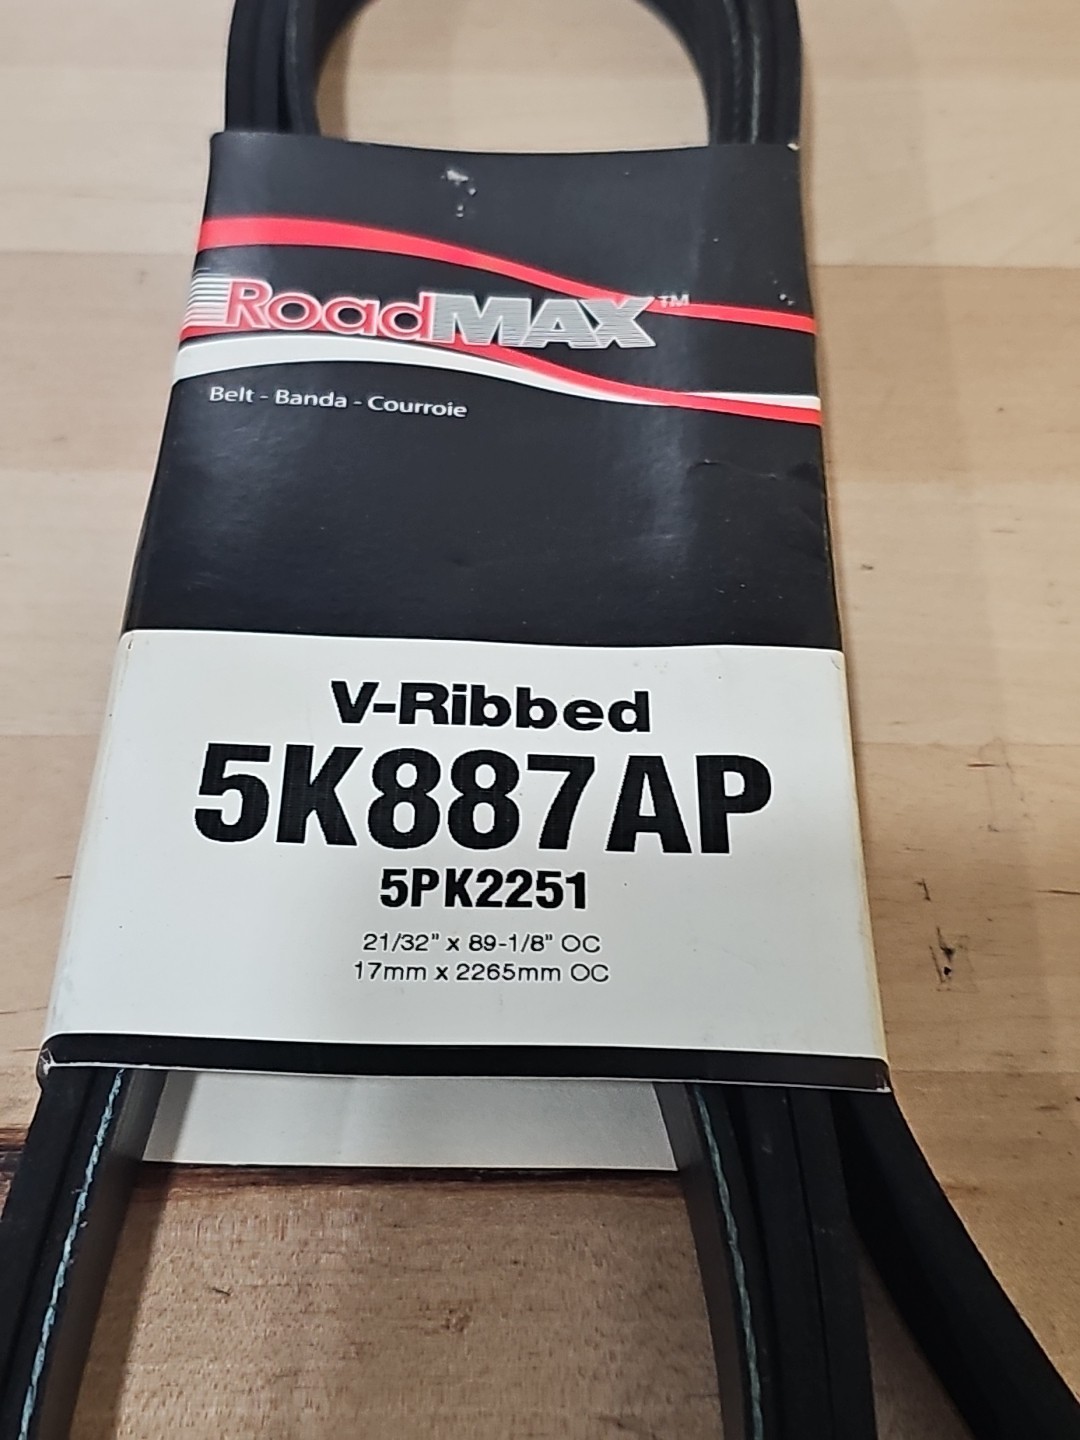 RoadMAX™
Belt - Banda - Courroie
V-Ribbed
5K887AP
5PK2251
21/32" x 89-1/8" OC
17mm x 2265mm OC